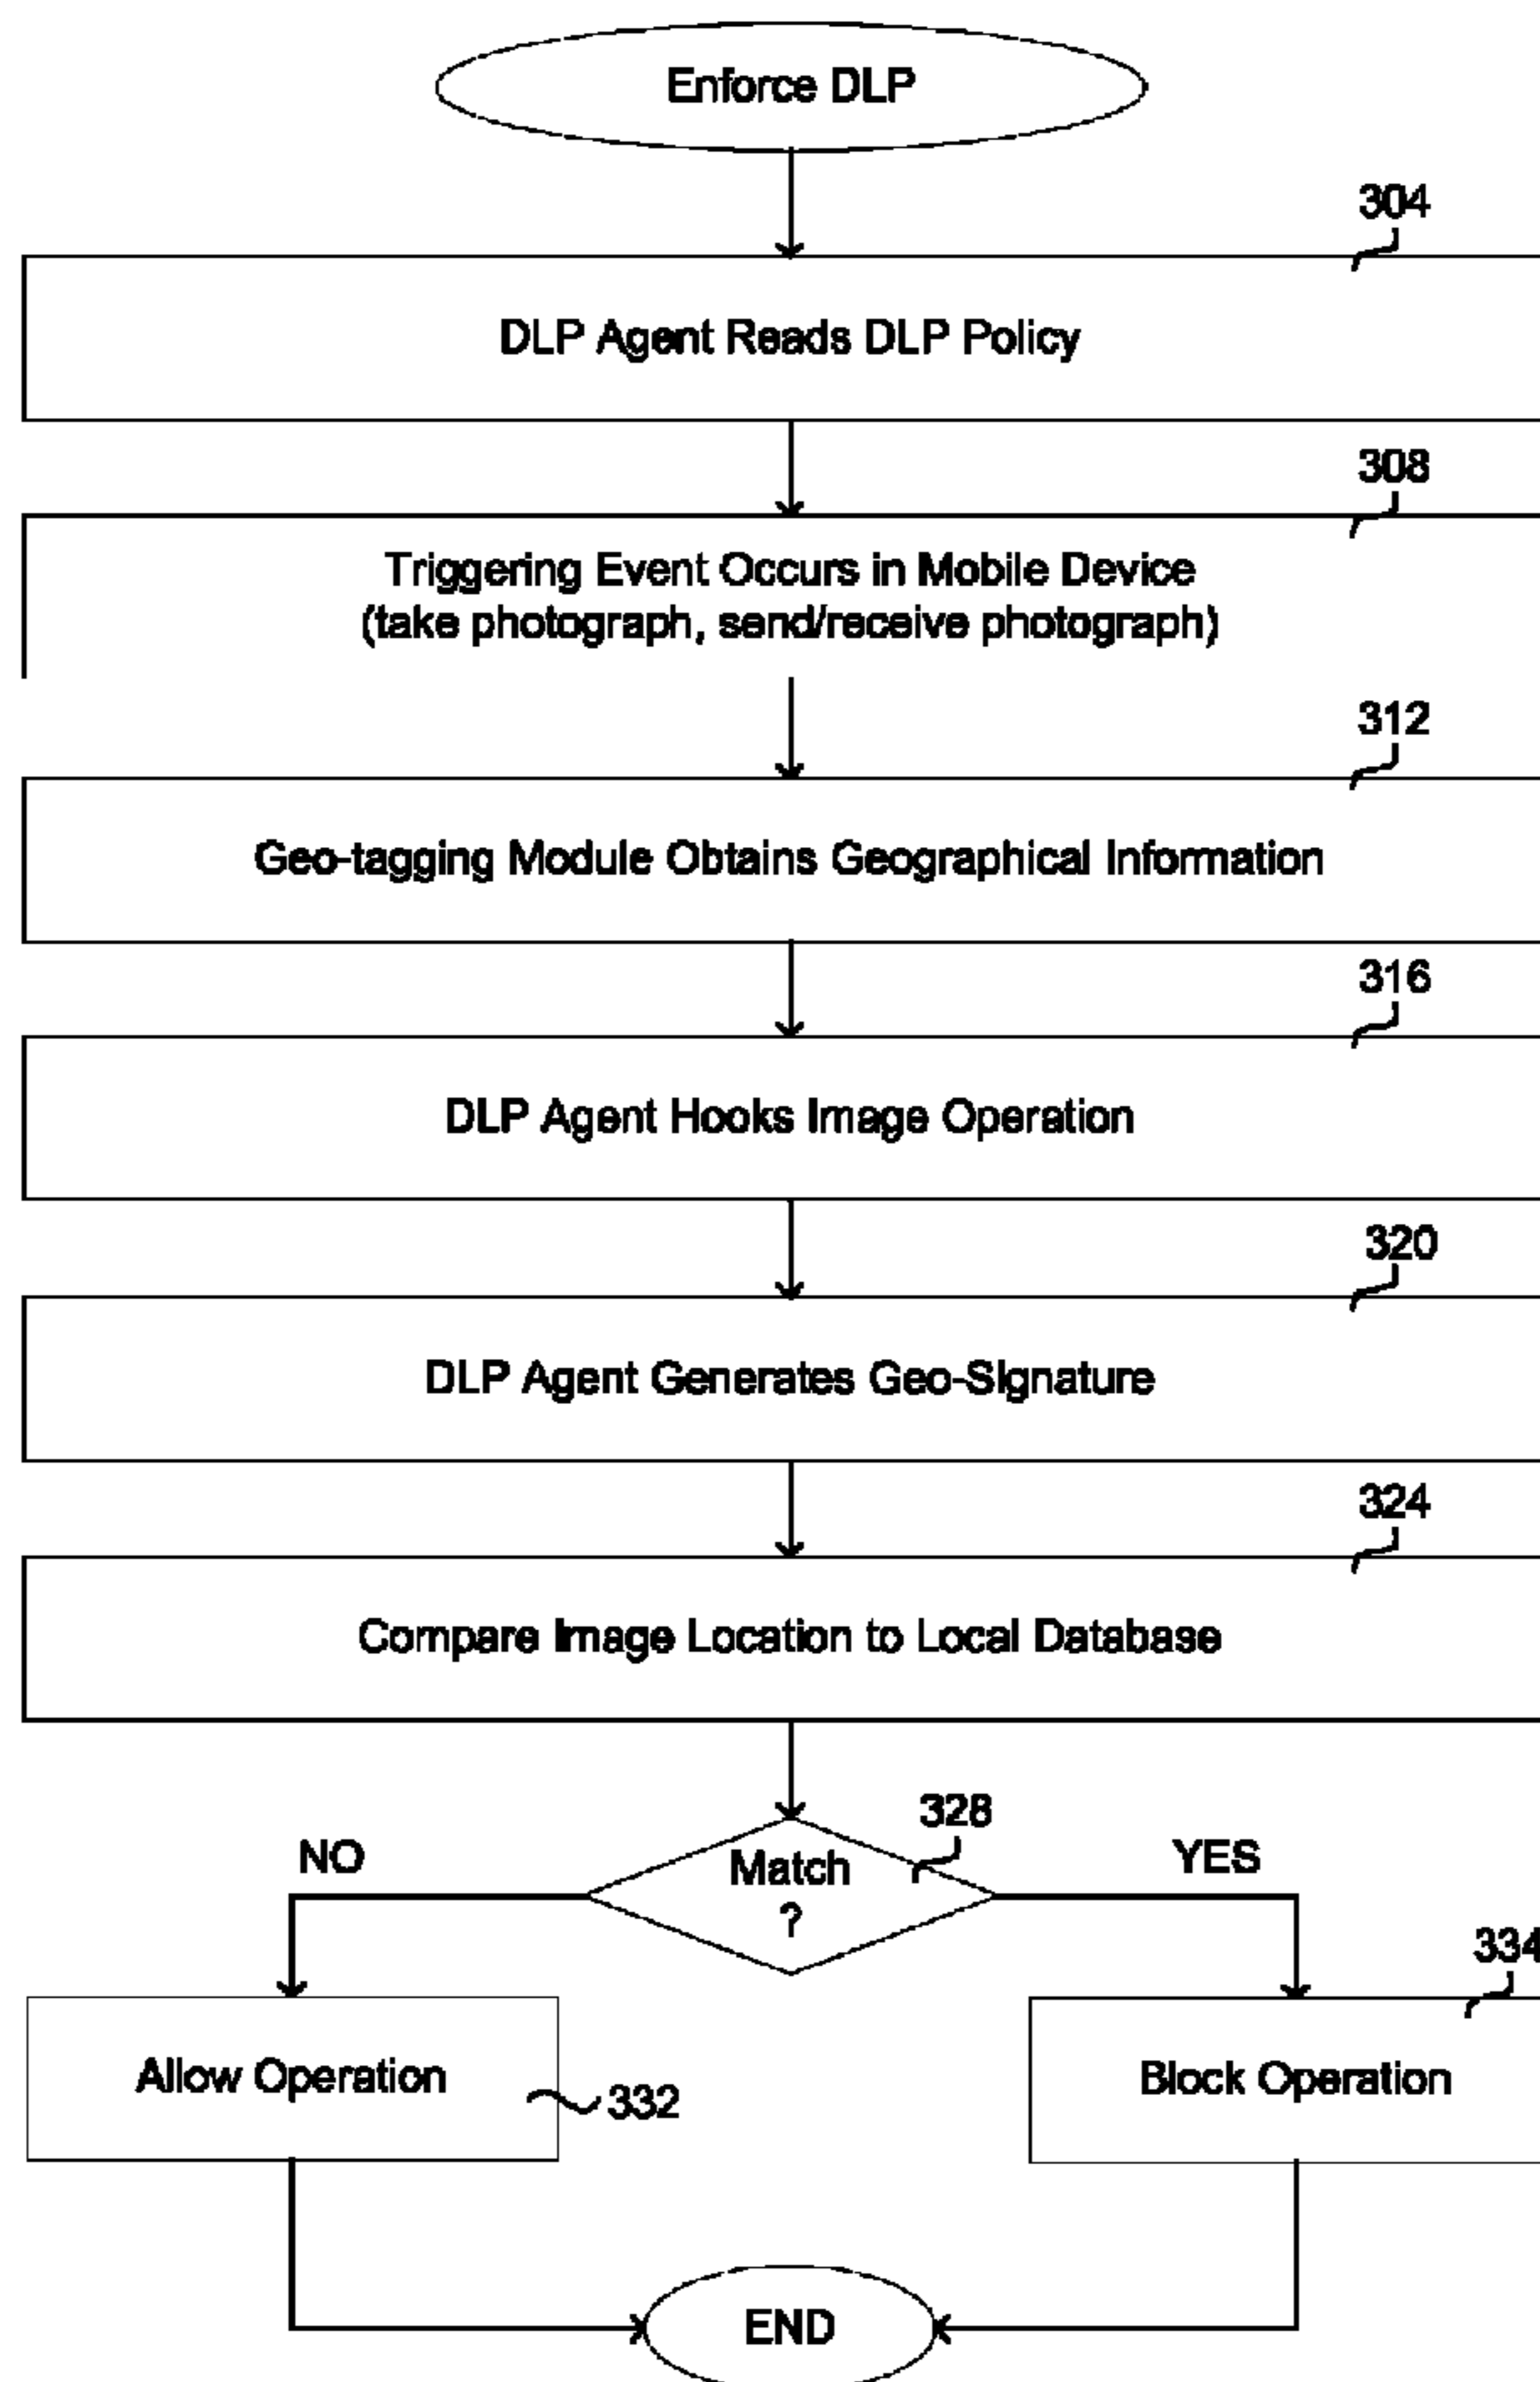 Enforce DLP
304
DLP Agent Reads DLP Policy
308
Triggering Event Occurs in Mobile Device
(take photograph, send/receive photograph)
312
Geo-tagging Module Obtains Geographical Information
316
DLP Agent Hooks Image Operation
320
DLP Agent Generates Geo-Signature
324
Compare Image Location to Local Database
328
NO
Match
?
YES
334
Allow Operation
332
Block Operation
END